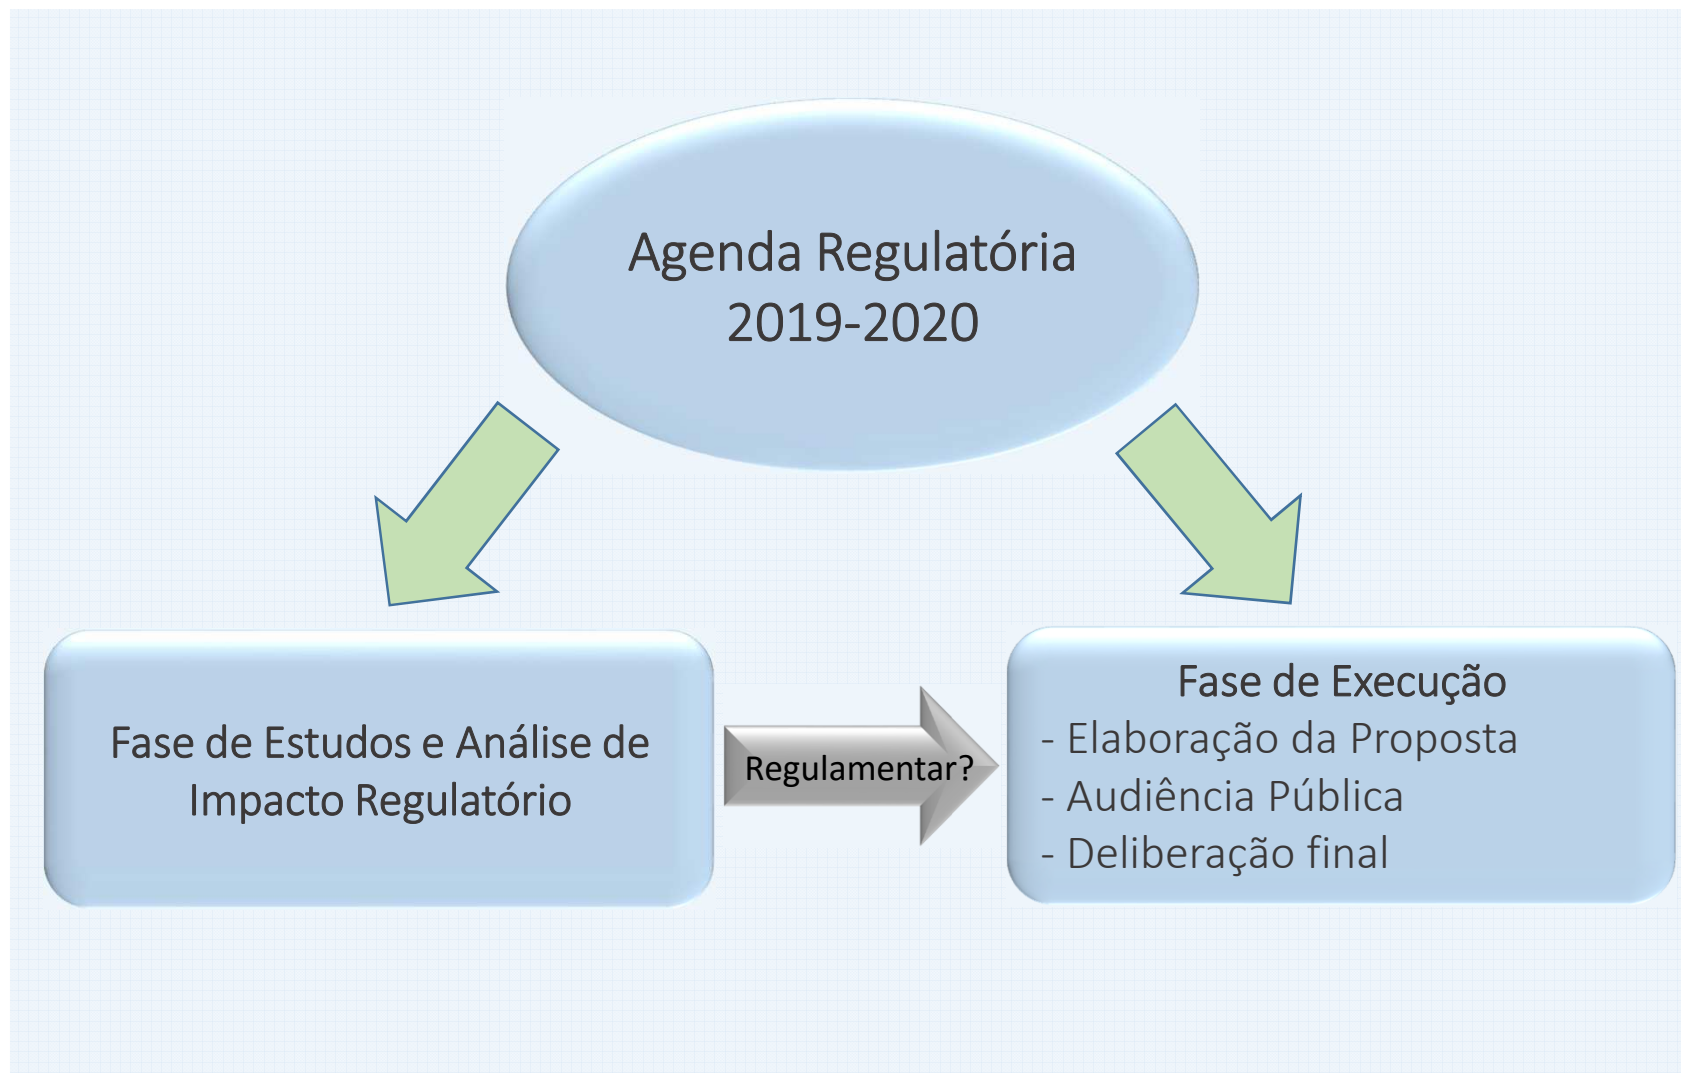 Agenda Regulatória
2019-2020
Fase de Estudos e Análise de
Impacto Regulatório
Regulamentar?
Fase de Execução
- Elaboração da Proposta
- Audiência Pública
- Deliberação final